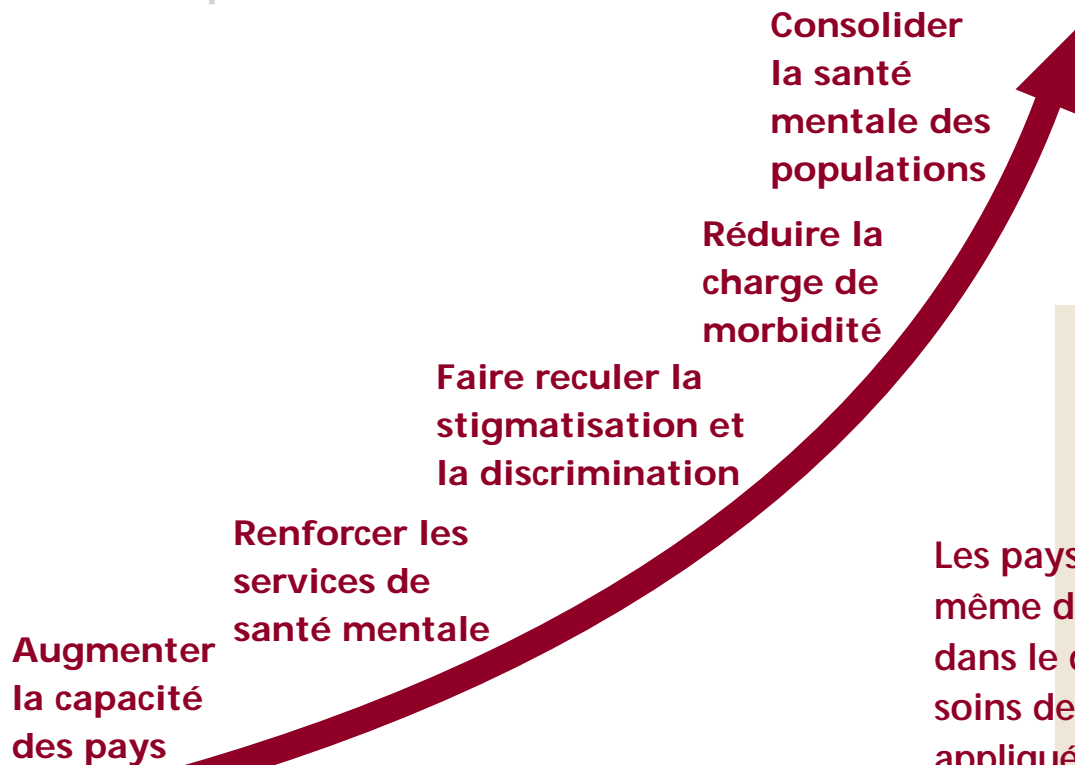 Consolider
la santé
mentale des
populations
Réduire la
charge de
morbidité
Faire reculer la
stigmatisation et
la discrimination
Renforcer les
services de
santé mentale
Augmenter
la capacité
des pays
Les pays
même
dans le
soins de